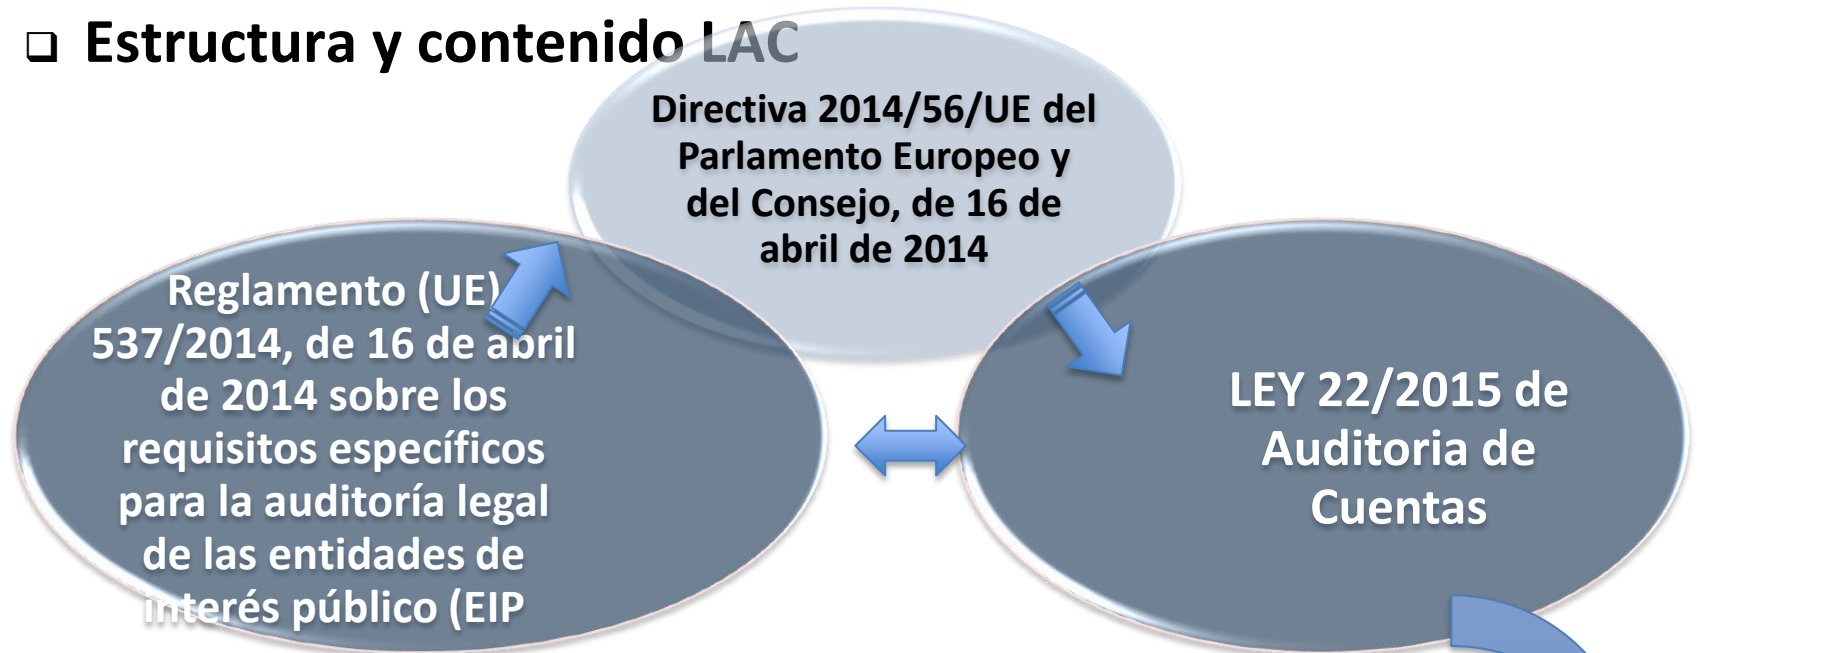 Estructura y contenido LAC
Directiva 2014/56/UE del
Parlamento Europeo y
del Consejo, de 16 de
abril de 2014
Reglamento (UE)
537/2014, de 16 de abril
de 2014 sobre los
requisitos específicos
para la auditoría legal
de las entidades de
interés público (EIP
LEY 22/2015 de
Auditoria de
Cuentas